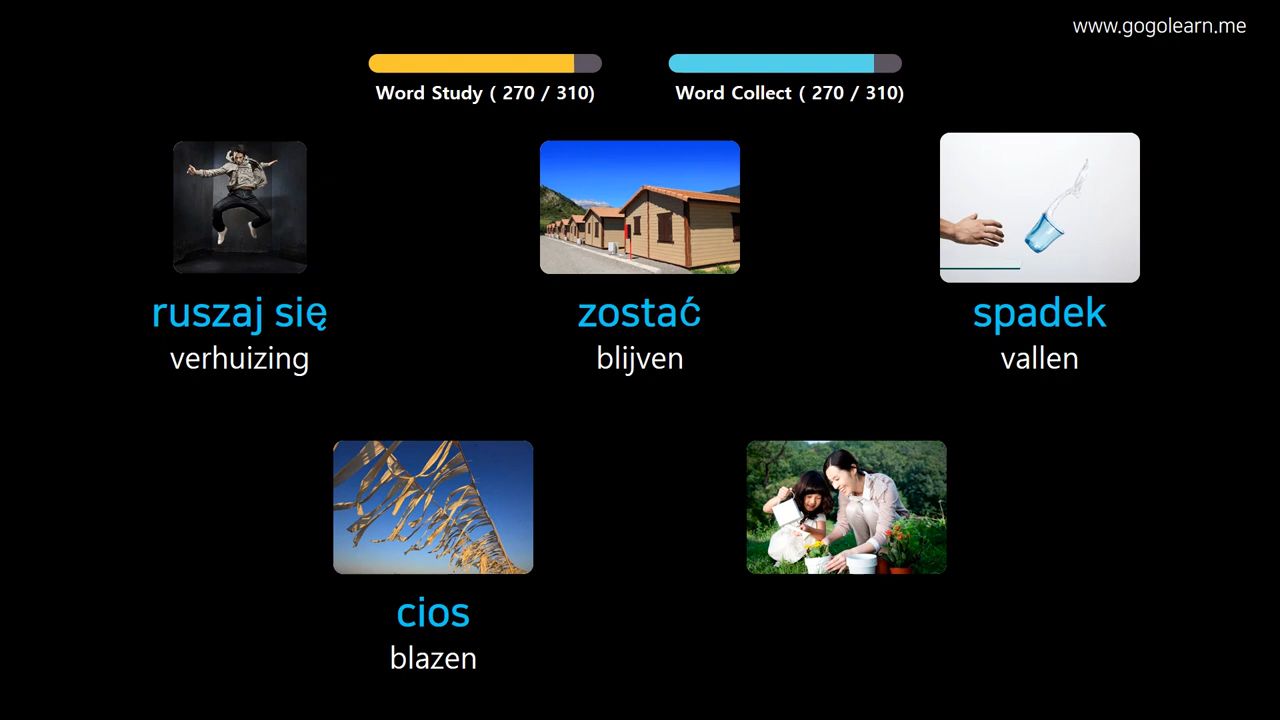 www.gogolearn.me
Word Study ( 270 / 310)
Word Collect ( 270 / 310)
ruszaj się
verhuizing
zostać
blijven
spadek
vallen
cios
blazen